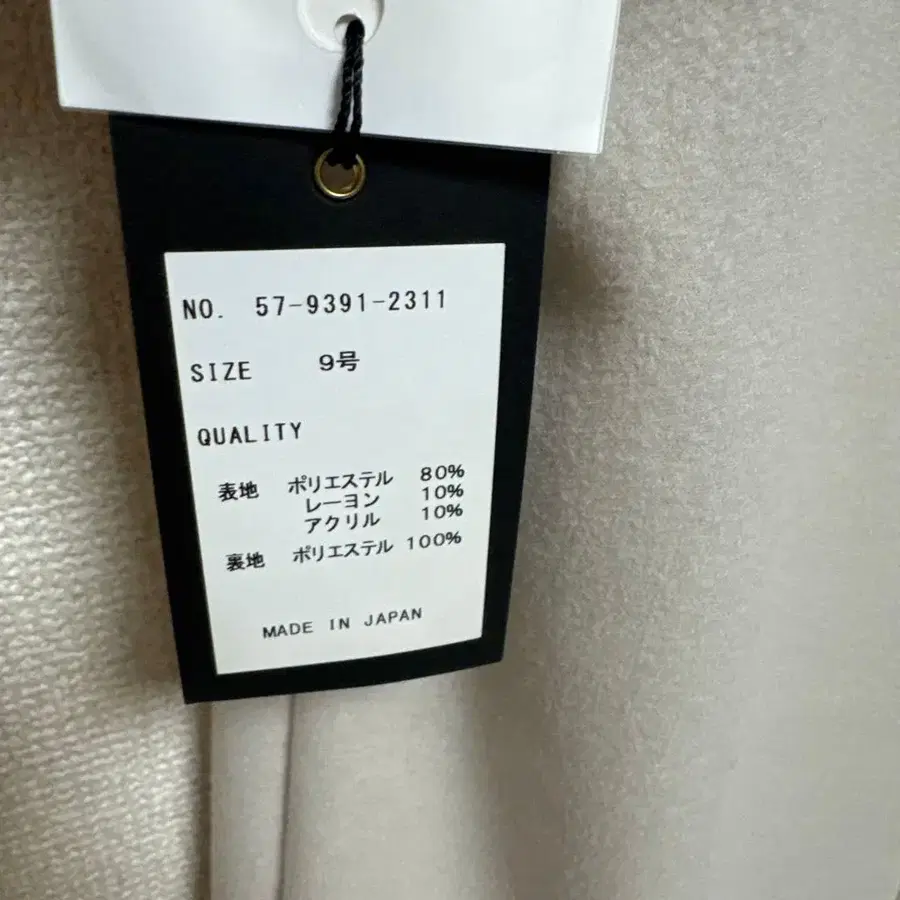 NO. 57-9391-2311
SIZE 9号
QUALITY
表地 ポリエステル 80%
レーヨン 10%
アクリル 10%
裏地 ポリエステル 100%
MADE IN JAPAN